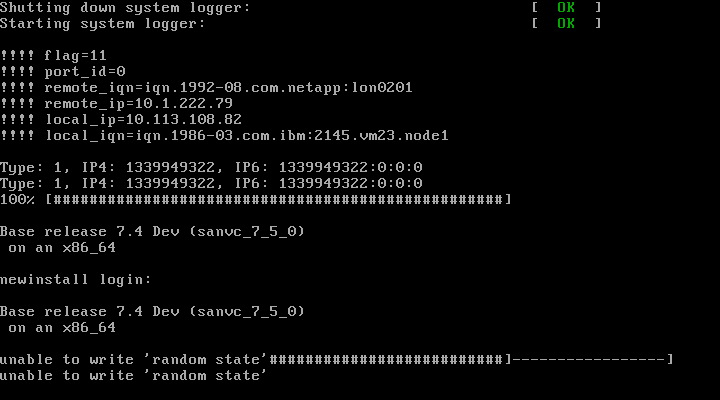 Shutting down system logger: [ OK ]
Starting system logger: [ OK ]
!!!! flag=11
!!!! port_id=0
!!!! remote_iqn=iqn.1992-08.com.netapp:lon0201
!!!! remote_ip=10.1.222.79
!!!! local_ip=10.113.108.82
!!!! local_iqn=iqn.1986-03.com.ibm:2145.vm23.node1
Type: 1, IP4: 1339949322, IP6: 1339949322:0:0:0
Type: 1, IP4: 1339949322, IP6: 1339949322:0:0:0
100% [##################################################]
Base release 7.4 Dev (sanvc_7_5_0)
 on an x86_64
newinstall login:
Base release 7.4 Dev (sanvc_7_5_0)
 on an x86_64
unable to write 'random state'##########################]-----------------]
unable to write 'random state'